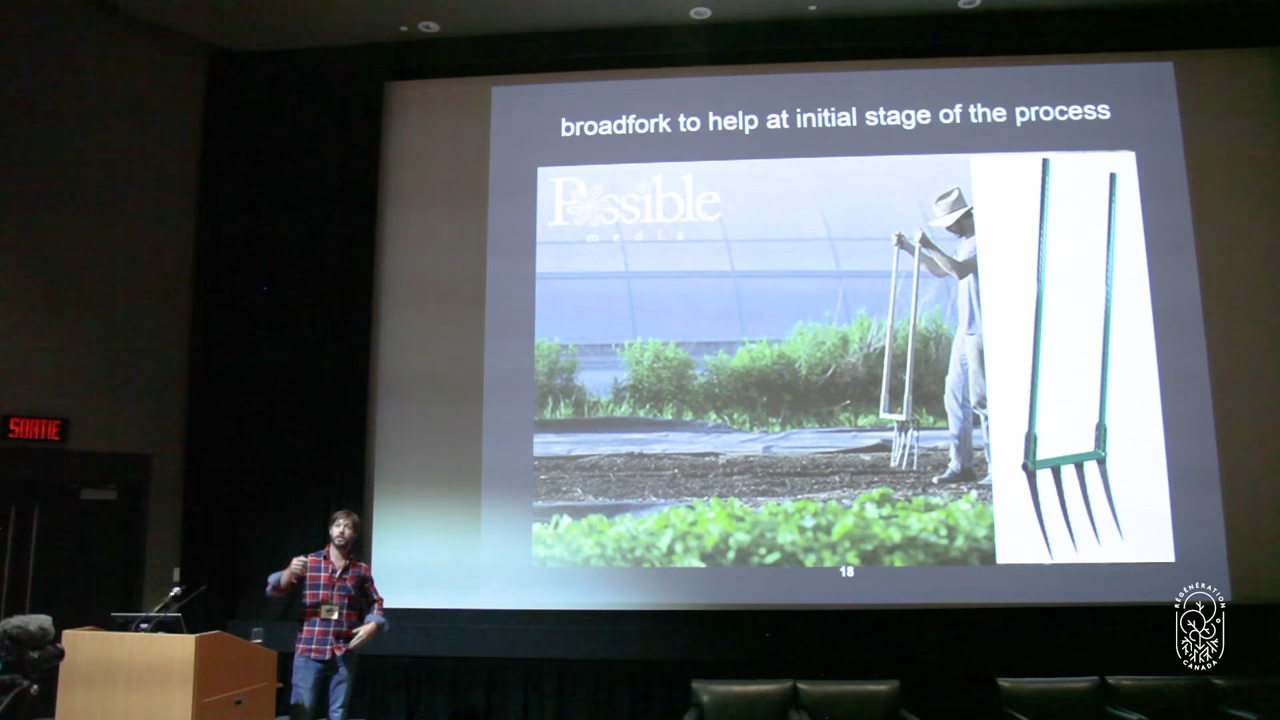 broadfork to help at initial stage of the process
Possible
media
18
SORTIE
RÉGÉNÉRATION
CANADA